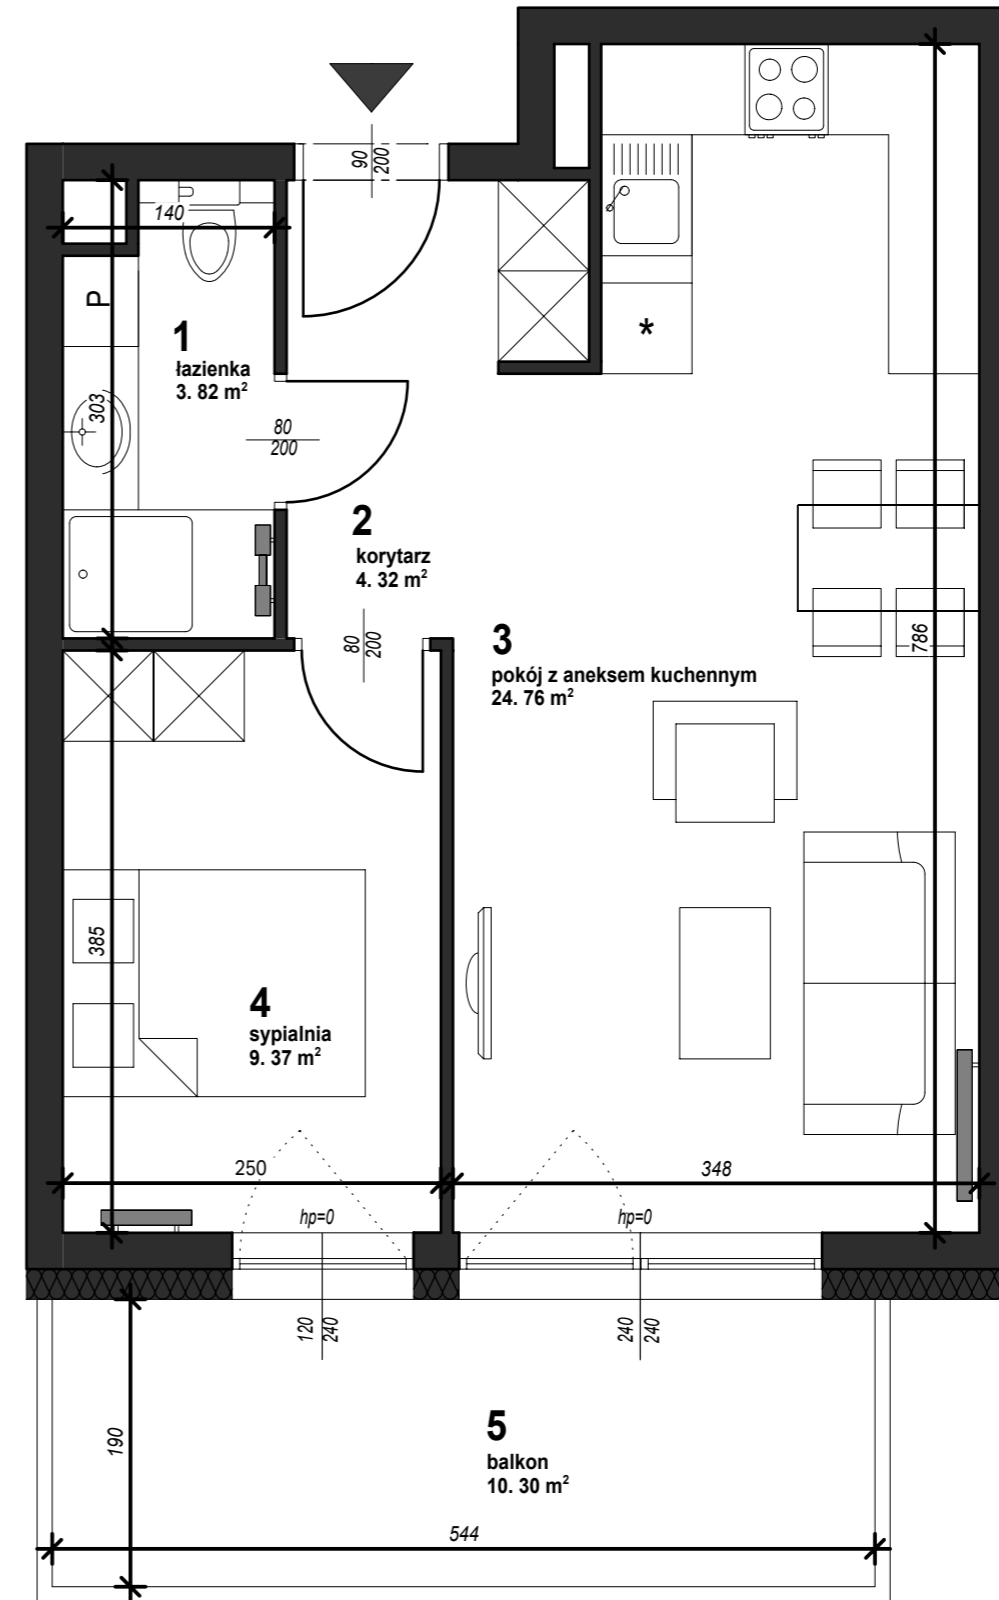 90
200
140
P
1
łazienka
3. 82 m²
303
80
200
*
2
korytarz
4. 32 m²
80
200
3
pokój z aneksem kuchennym
24. 76 m²
786
385
4
sypialnia
9. 37 m²
250
348
hp=0
hp=0
120
240
240
240
190
5
balkon
10. 30 m²
544